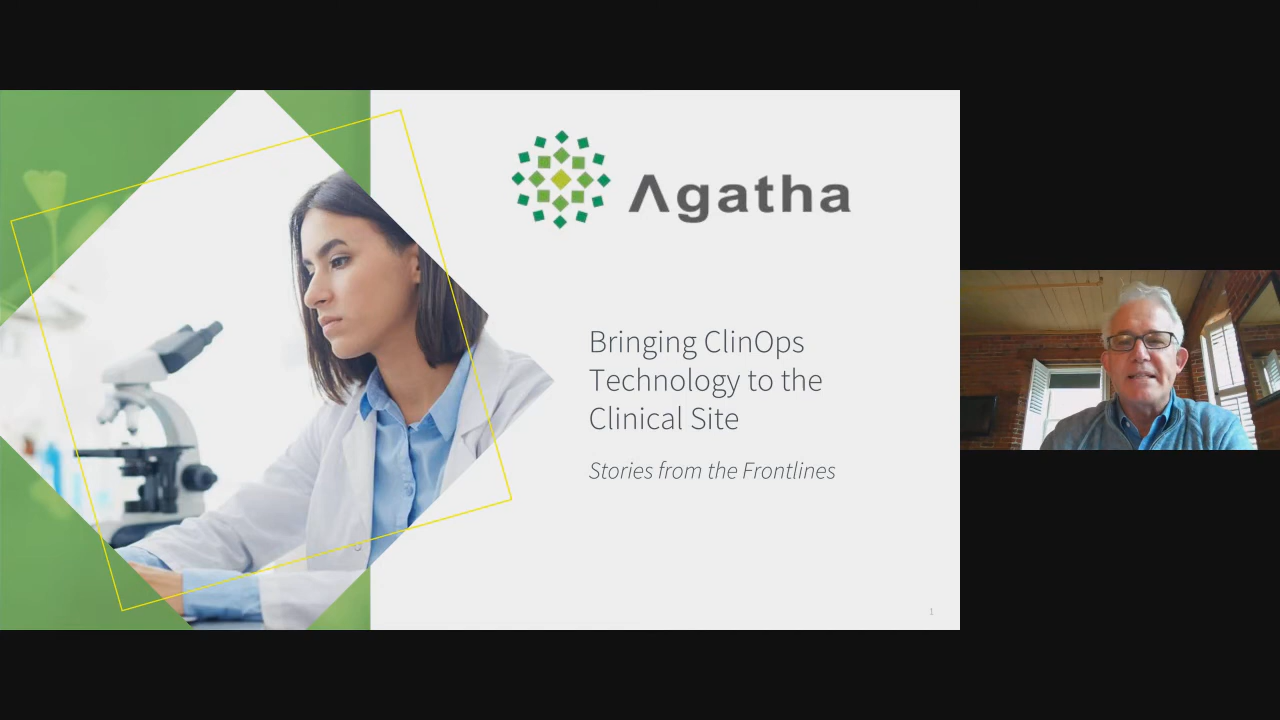 Agatha
Bringing ClinOps
Technology to the
Clinical Site
Stories from the Frontlines
1